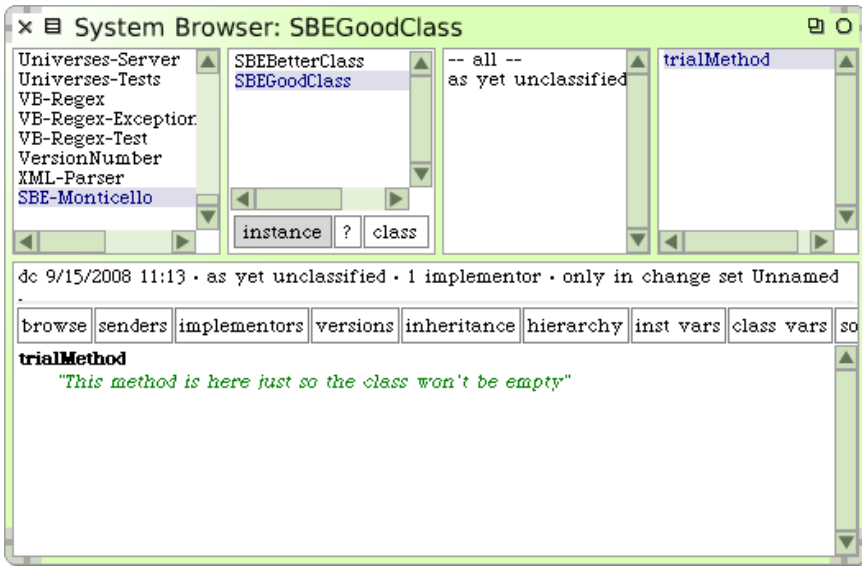 System Browser: SBEGoodClass
Universes-Server
Universes-Tests
VB-Regex
VB-Regex-Exception
VB-Regex-Test
VersionNumber
XML-Parser
SBE-Monticello
SBEBetterClass
SBEGoodClass
instance ? class
-- all --
as yet unclassified
trialMethod
dc 9/15/2008 11:13 · as yet unclassified · 1 implementor · only in change set Unnamed
browse senders implementors versions inheritance hierarchy inst vars class vars so
trialMethod
"This method is here just so the class won't be empty"